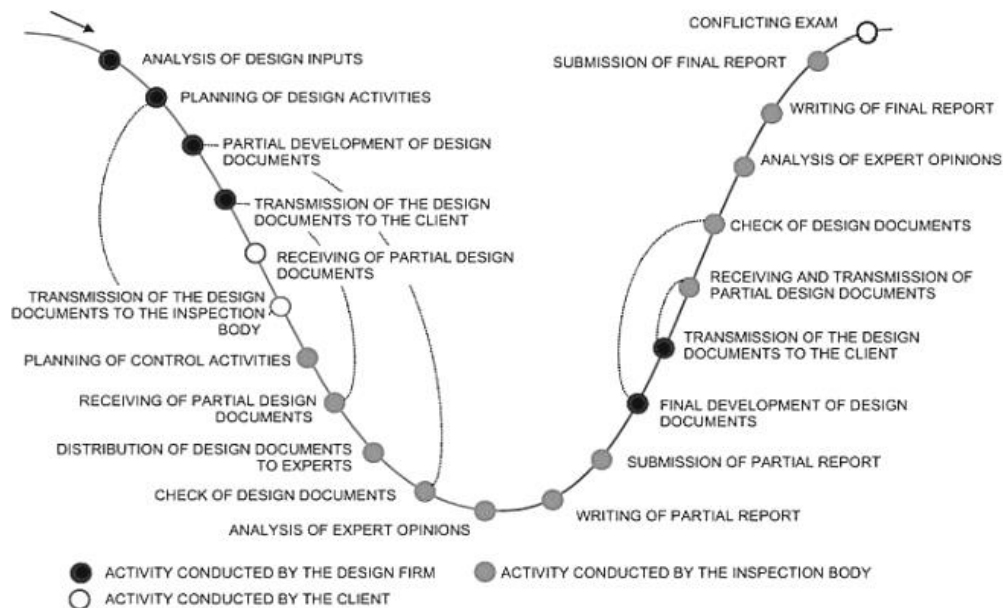 ANALYSIS OF DESIGN INPUTS
PLANNING OF DESIGN ACTIVITIES
PARTIAL DEVELOPMENT OF DESIGN
DOCUMENTS
TRANSMISSION OF THE DESIGN
DOCUMENTS TO THE CLIENT
RECEIVING OF PARTIAL DESIGN
DOCUMENTS
TRANSMISSION OF THE DESIGN
DOCUMENTS TO THE INSPECTION
BODY
PLANNING OF CONTROL ACTIVITIES
RECEIVING OF PARTIAL DESIGN
DOCUMENTS
DISTRIBUTION OF DESIGN DOCUMENTS
TO EXPERTS
CHECK OF DESIGN DOCUMENTS
ANALYSIS OF EXPERT OPINIONS
CONFLICTING EXAM
SUBMISSION OF FINAL REPORT
WRITING OF FINAL REPORT
ANALYSIS OF EXPERT OPINIONS
CHECK OF DESIGN DOCUMENTS
RECEIVING AND TRANSMISSION OF
PARTIAL DESIGN DOCUMENTS
TRANSMISSION OF THE DESIGN
DOCUMENTS TO THE CLIENT
FINAL DEVELOPMENT OF DESIGN
DOCUMENTS
SUBMISSION OF PARTIAL REPORT
WRITING OF PARTIAL REPORT
ACTIVITY CONDUCTED BY THE DESIGN FIRM
ACTIVITY CONDUCTED BY THE INSPECTION BODY
ACTIVITY CONDUCTED BY THE CLIENT